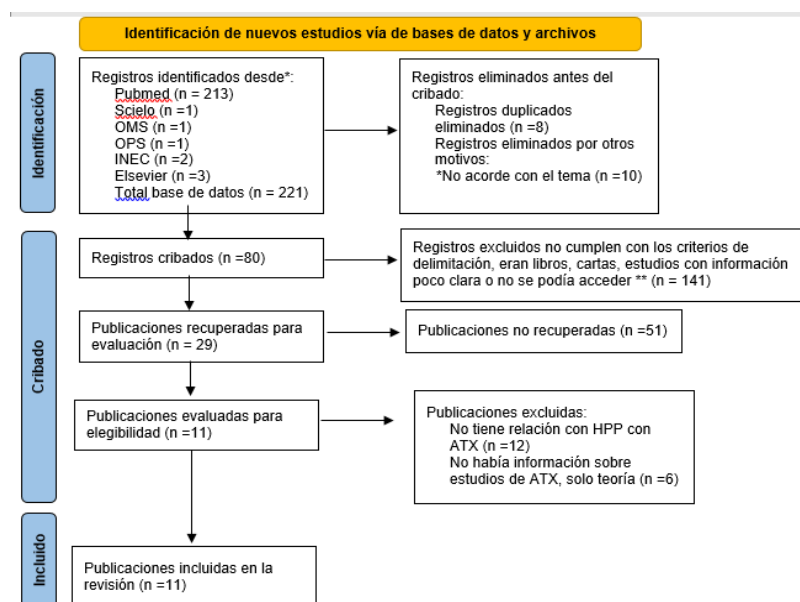 Identificación de nuevos estudios vía de bases de datos y archivos
Identificación
Registros identificados desde*:
Pubmed (n = 213)
Scielo (n =1)
OMS (n =1)
OPS (n =1)
INEC (n =2)
Elsevier (n =3)
Total base de datos (n = 221)
Registros eliminados antes del
cribado:
Registros duplicados
eliminados (n =8)
Registros eliminados por otros
motivos:
*No acorde con el tema (n =10)
Cribado
Registros cribados (n =80)
Registros excluidos no cumplen con los criterios de
delimitación, eran libros, cartas, estudios con información
poco clara o no se podía acceder ** (n = 141)
Publicaciones recuperadas para
evaluación (n = 29)
Publicaciones no recuperadas (n =51)
Publicaciones evaluadas para
elegibilidad (n =11)
Publicaciones excluidas:
No tiene relación con HPP con
ATX (n =12)
No había información sobre
estudios de ATX, solo teoría (n =6)
Incluido
Publicaciones incluidas en la
revisión (n =11)